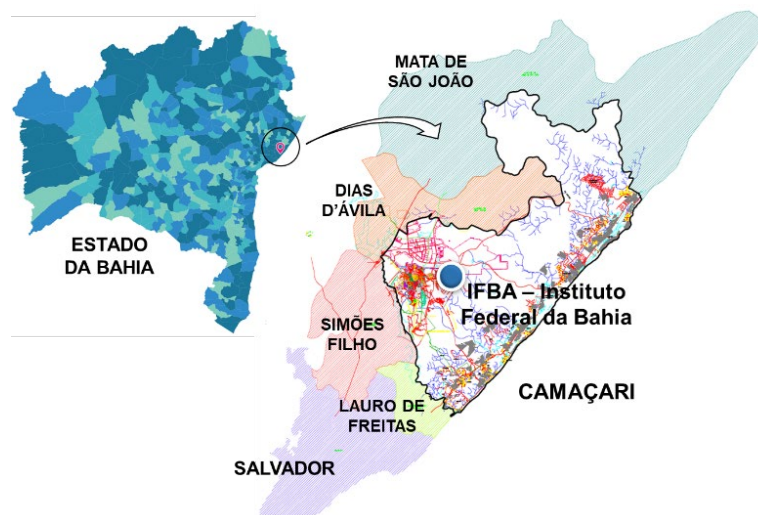 MATA DE
SÃO JOÃO
DIAS
D'ÁVILA
ESTADO
DA BAHIA
IFBA – Instituto
Federal da Bahia
SIMÕES
FILHO
CAMAÇARI
LAURO DE
FREITAS
SALVADOR